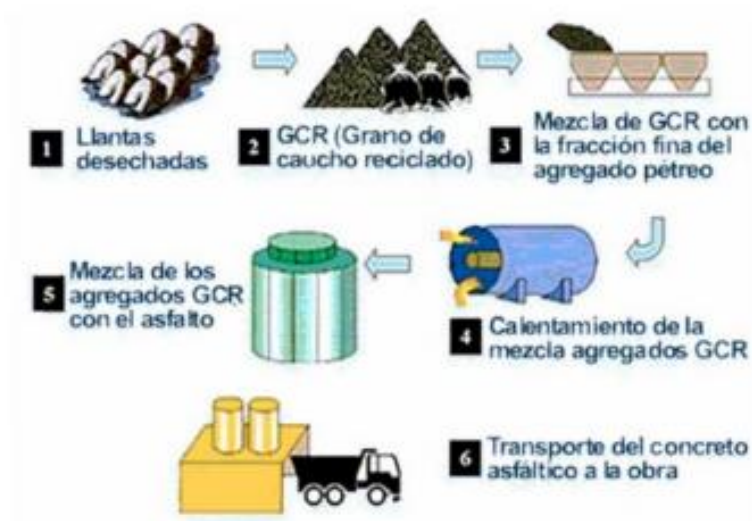 1 Llantas
desechadas
2 GCR (Grano de
caucho reciclado)
3 Mezcla de GCR con
la fracción fina del
agregado pétreo
4 Calentamiento de la
mezcla agregados GCR
5 Mezcla de los
agregados GCR
con el asfalto
6 Transporte del concreto
asfáltico a la obra